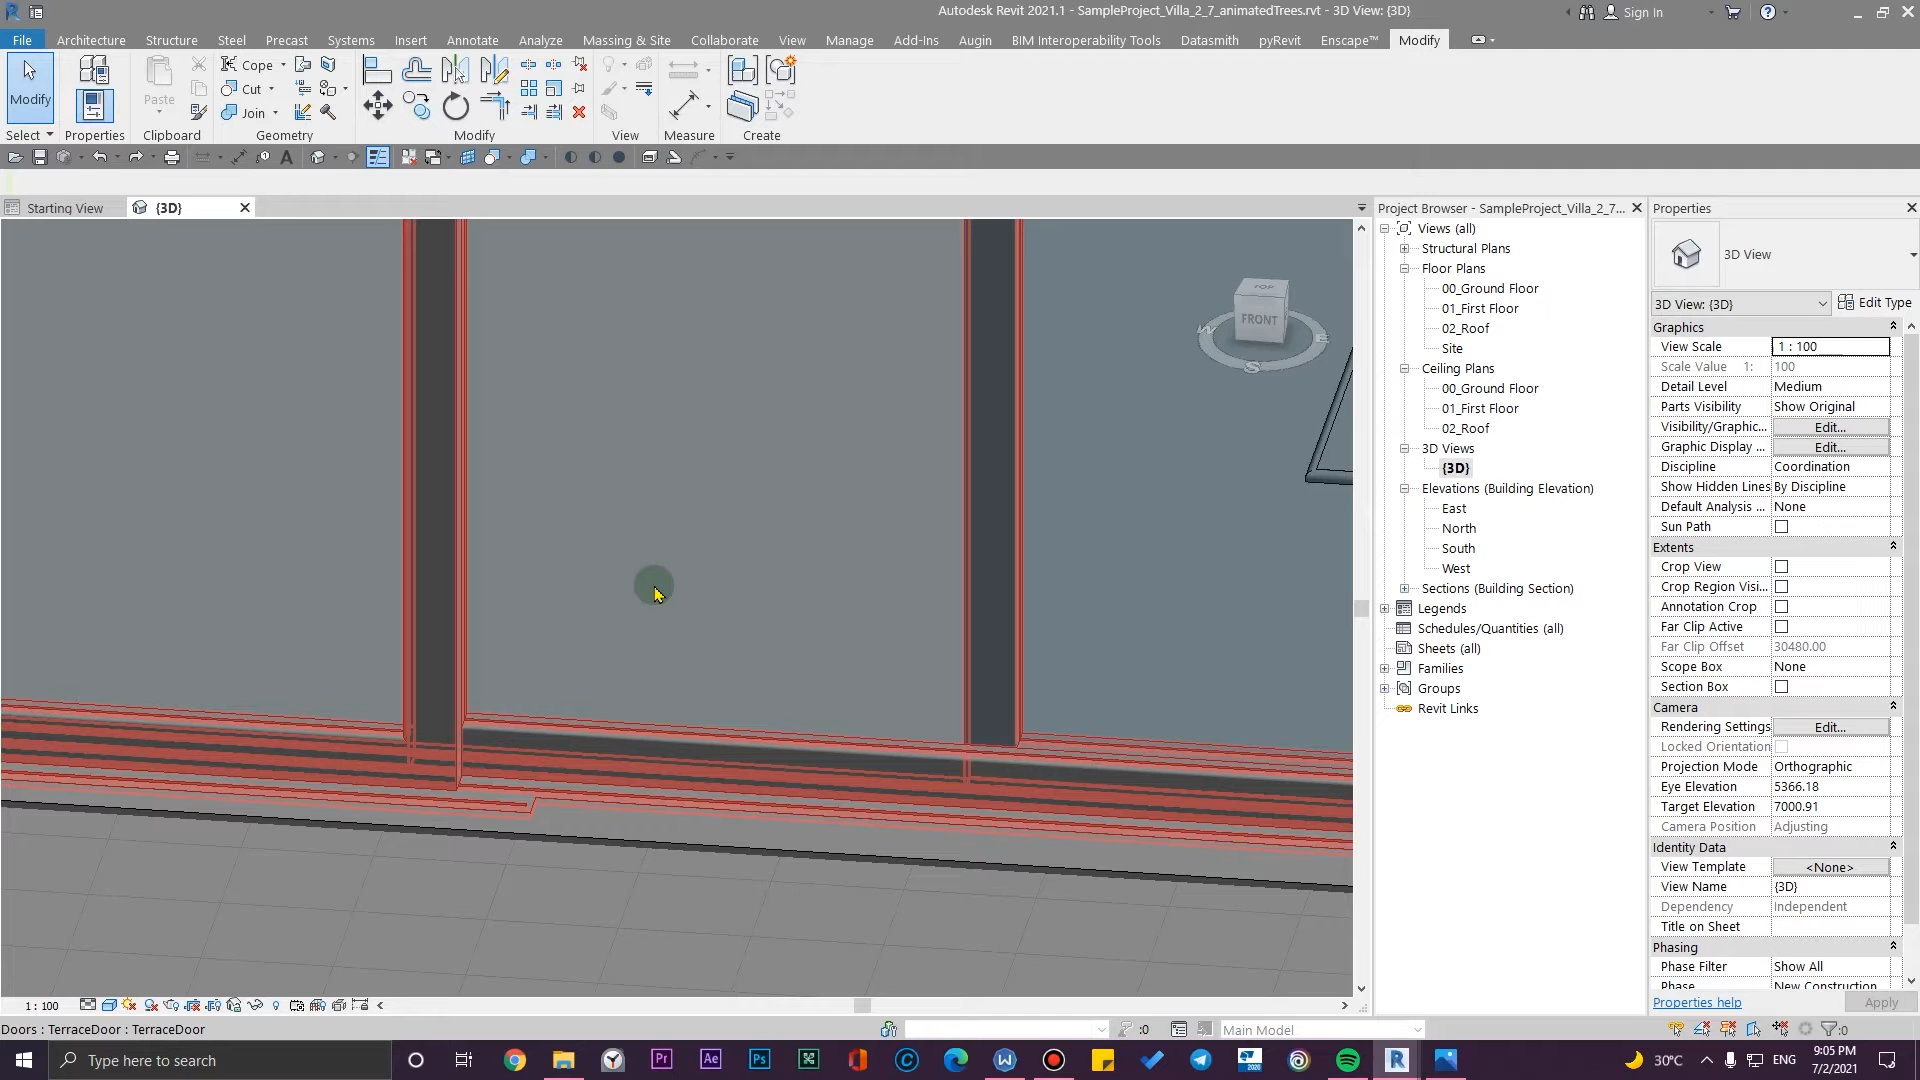 Autodesk Revit 2021.1 - SampleProject_Villa_2_7_animatedTrees.rvt - 3D View: {3D}
Sign In
File Architecture Structure Steel Precast Systems Insert Annotate Analyze Massing & Site Collaborate View Manage Add-Ins Augin BIM Interoperability Tools Datasmith pyRevit Enscape™ Modify
Modify
Paste
Cope
Cut
Join
Select Properties Clipboard Geometry Modify View Measure Create
Starting View
{3D}
TOP
FRONT
W
E
S
Project Browser - SampleProject_Villa_2_7...
Views (all)
Structural Plans
Floor Plans
00_Ground Floor
01_First Floor
02_Roof
Site
Ceiling Plans
00_Ground Floor
01_First Floor
02_Roof
3D Views
{3D}
Elevations (Building Elevation)
East
North
South
West
Sections (Building Section)
Legends
Schedules/Quantities (all)
Sheets (all)
Families
Groups
Revit Links
Properties
3D View
3D View: {3D} Edit Type
Graphics
View Scale 1 : 100
Scale Value 1: 100
Detail Level Medium
Parts Visibility Show Original
Visibility/Graphic... Edit...
Graphic Display ... Edit...
Discipline Coordination
Show Hidden Lines By Discipline
Default Analysis ... None
Sun Path
Extents
Crop View
Crop Region Visi...
Annotation Crop
Far Clip Active
Far Clip Offset 30480.00
Scope Box None
Section Box
Camera
Rendering Settings Edit...
Locked Orientation
Projection Mode Orthographic
Eye Elevation 5366.18
Target Elevation 7000.91
Camera Position Adjusting
Identity Data
View Template <None>
View Name {3D}
Dependency Independent
Title on Sheet
Phasing
Phase Filter Show All
Phase New Construction
Properties help Apply
1 : 100
Doors : TerraceDoor : TerraceDoor
:0
Main Model
:0
Type here to search
30°C
ENG
9:05 PM
7/2/2021